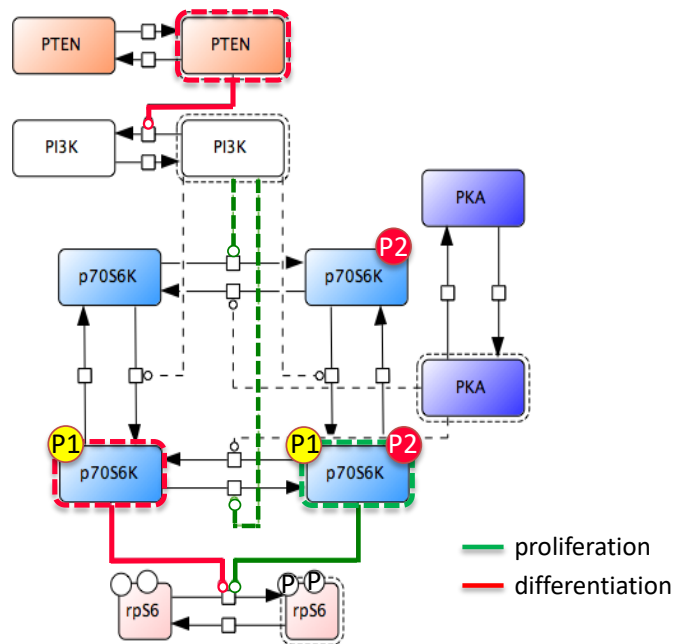 PTEN
PTEN
PI3K
PI3K
PKA
P2
p70S6K
p70S6K
PKA
P1
P1
P2
p70S6K
p70S6K
proliferation
P
P
differentiation
rpS6
rpS6